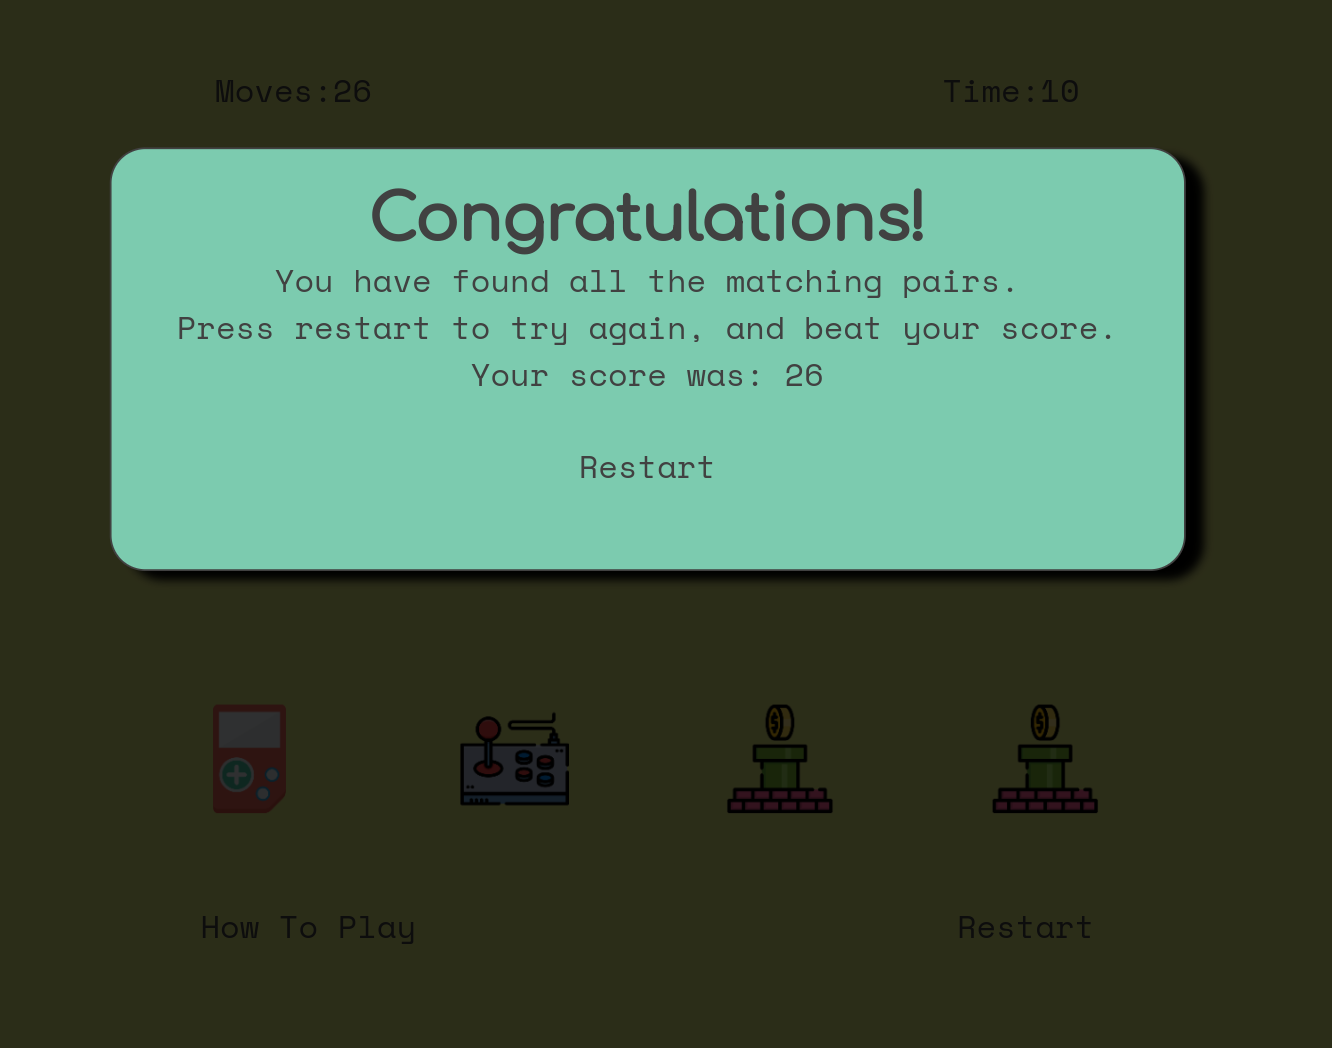 Moves:26
Time:10
Congratulations!
You have found all the matching pairs.
Press restart to try again, and beat your score.
Your score was: 26
Restart
How To Play
Restart